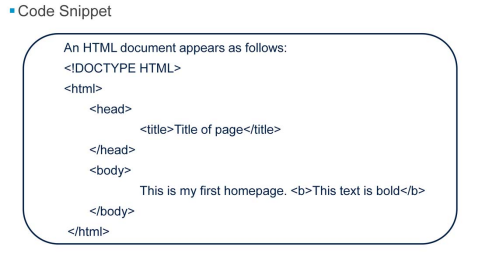 Code Snippet
An HTML document appears as follows:
<!DOCTYPE HTML>
<html>
<head>
<title>Title of page</title>
</head>
<body>
This is my first homepage. <b>This text is bold</b>
</body>
</html>